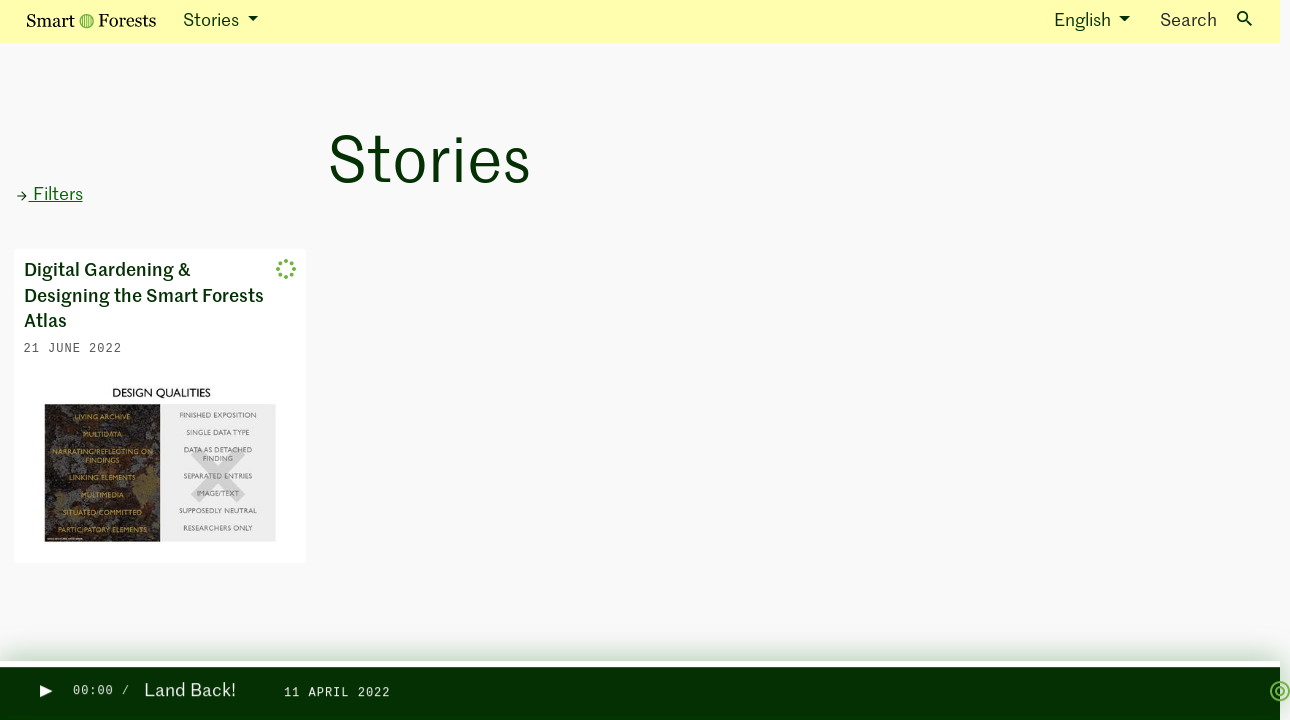 Smart Forests
Stories
English
Search
Stories
Filters
Digital Gardening &
Designing the Smart Forests
Atlas
21 JUNE 2022
DESIGN QUALITIES
LIVING ARCHIVE
MULTIDATA
NARRATING/REFLECTING ON
FINDINGS
LINKING ELEMENTS
MULTIMEDIA
SITUATED/COMMITTED
PARTICIPATORY ELEMENTS
FINISHED EXPOSITION
SINGLE DATA TYPE
DATA AS DETACHED
FINDING
SEPARATED ENTRIES
IMAGE/TEXT
SUPPOSEDLY NEUTRAL
RESEARCHERS ONLY
00:00 /
Land Back!
11 APRIL 2022